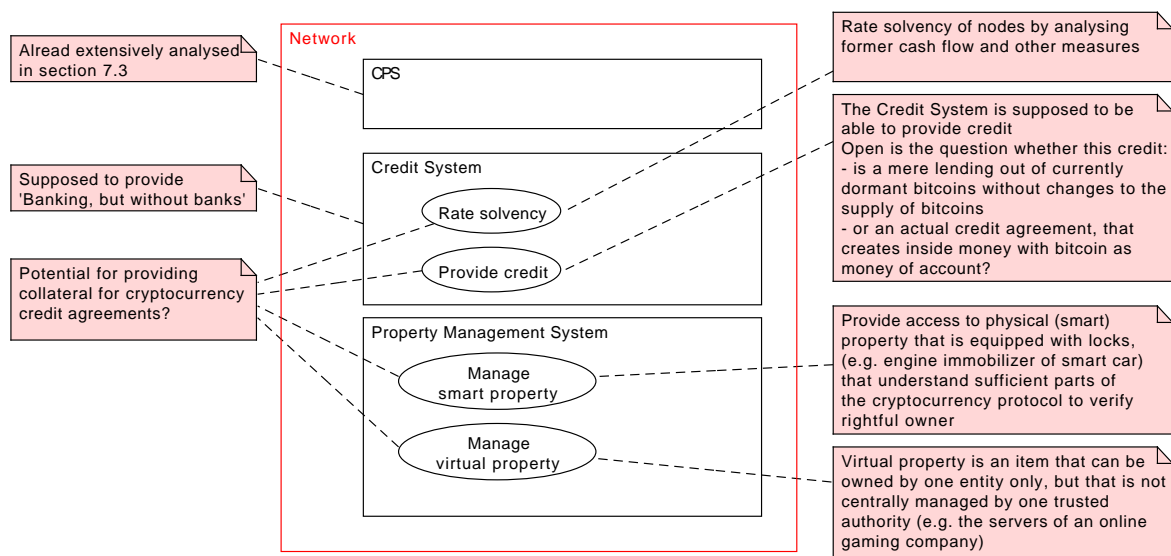 Alread extensively analysed
in section 7.3
Supposed to provide
'Banking, but without banks'
Potential for providing
collateral for cryptocurrency
credit agreements?
Network
CPS
Credit System
Rate solvency
Provide credit
Property Management System
Manage
smart property
Manage
virtual property
Rate solvency of nodes by analysing
former cash flow and other measures
The Credit System is supposed to be
able to provide credit
Open is the question whether this credit:
- is a mere lending out of currently
dormant bitcoins without changes to the
supply of bitcoins
- or an actual credit agreement, that
creates inside money with bitcoin as
money of account?
Provide access to physical (smart)
property that is equipped with locks,
(e.g. engine immobilizer of smart car)
that understand sufficient parts of
the cryptocurrency protocol to verify
rightful owner
Virtual property is an item that can be
owned by one entity only, but that is not
centrally managed by one trusted
authority (e.g. the servers of an online
gaming company)